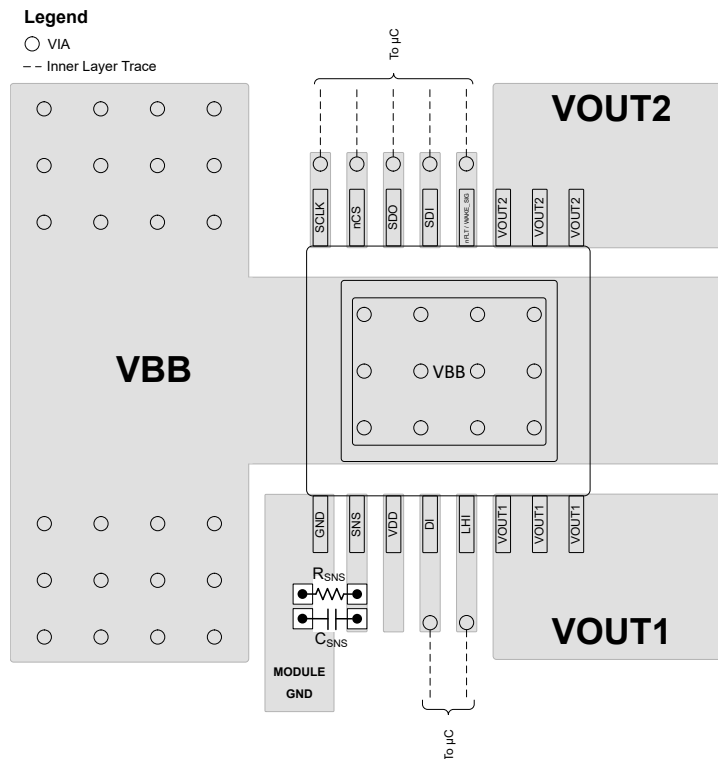 Legend
VIA
Inner Layer Trace
To µC
VOUT2
SCLK
nCS
SDO
SDI
nFLT / WAKE_SIG
VOUT2
VOUT2
VOUT2
VBB
VBB
GND
SNS
VDD
DI
LHI
VOUT1
VOUT1
VOUT1
RSNS
CSNS
VOUT1
MODULE
GND
To µC